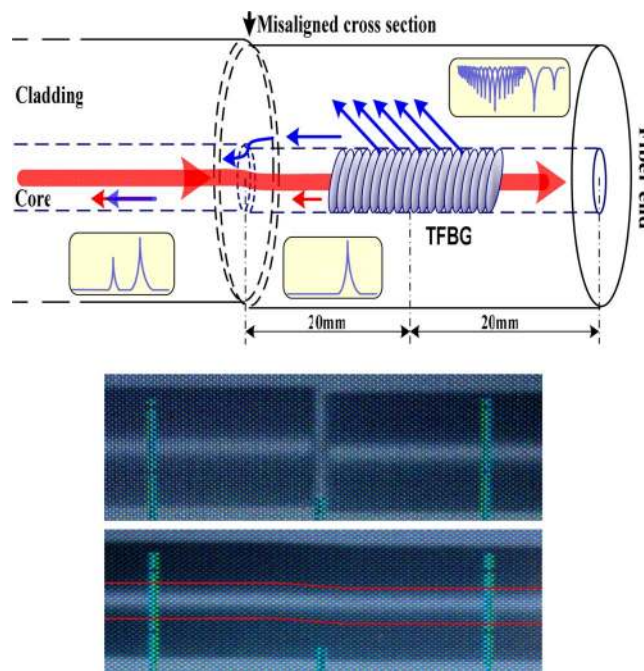 Misaligned cross section
Cladding
Core
TFBG
Fiber end
20mm
20mm